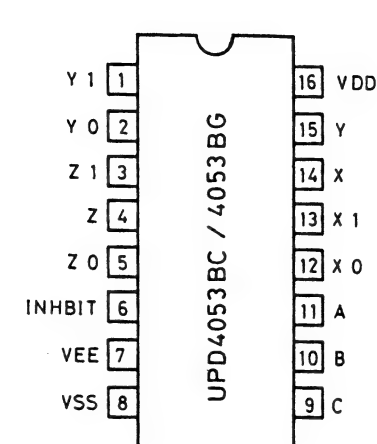 Y 1 1 16 VDD
Y 0 2 15 Y
Z 1 3 14 X
Z 4 13 X 1
Z 0 5 12 X 0
INHBIT 6 11 A
VEE 7 10 B
VSS 8 9 C
UPD4053BC / 4053BG